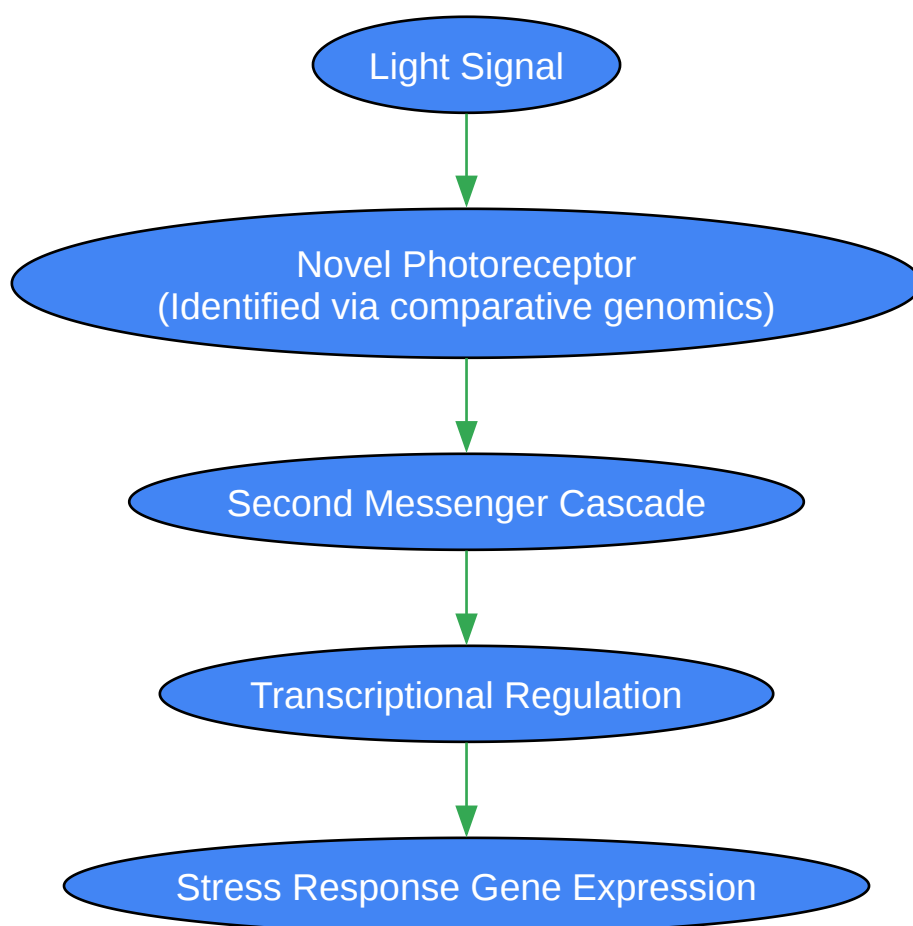 Light Signal
Novel Photoreceptor
(Identified via comparative genomics)
Second Messenger Cascade
Transcriptional Regulation
Stress Response Gene Expression